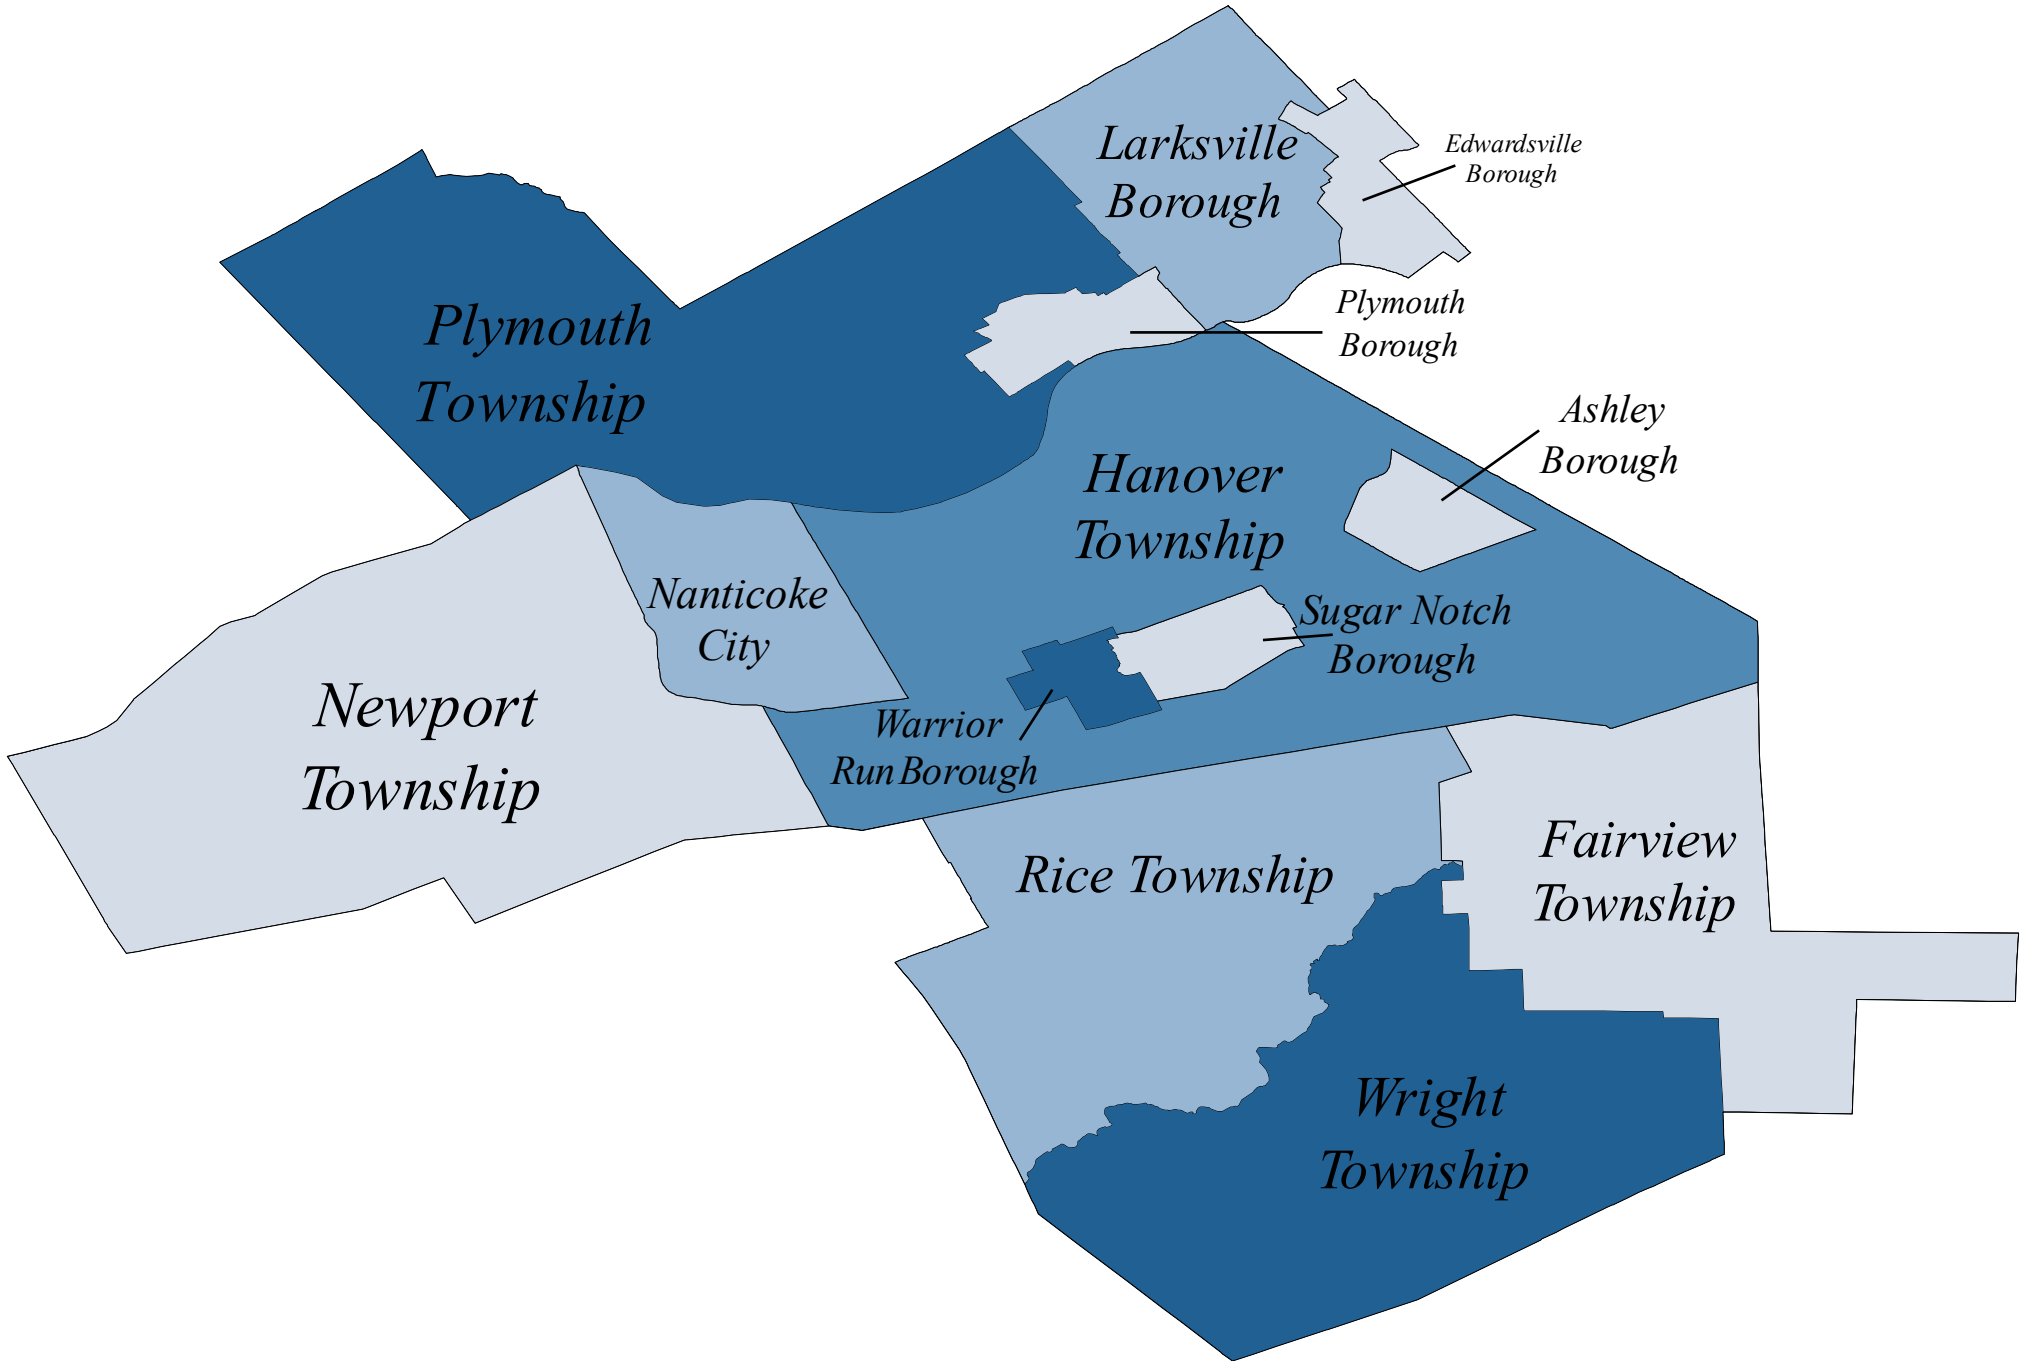 Larksville
Borough
Edwardsville
Borough
Plymouth
Township
Plymouth
Borough
Ashley
Borough
Hanover
Township
Nanticoke
City
Sugar Notch
Borough
Newport
Township
Warrior
Run Borough
Rice Township
Fairview
Township
Wright
Township